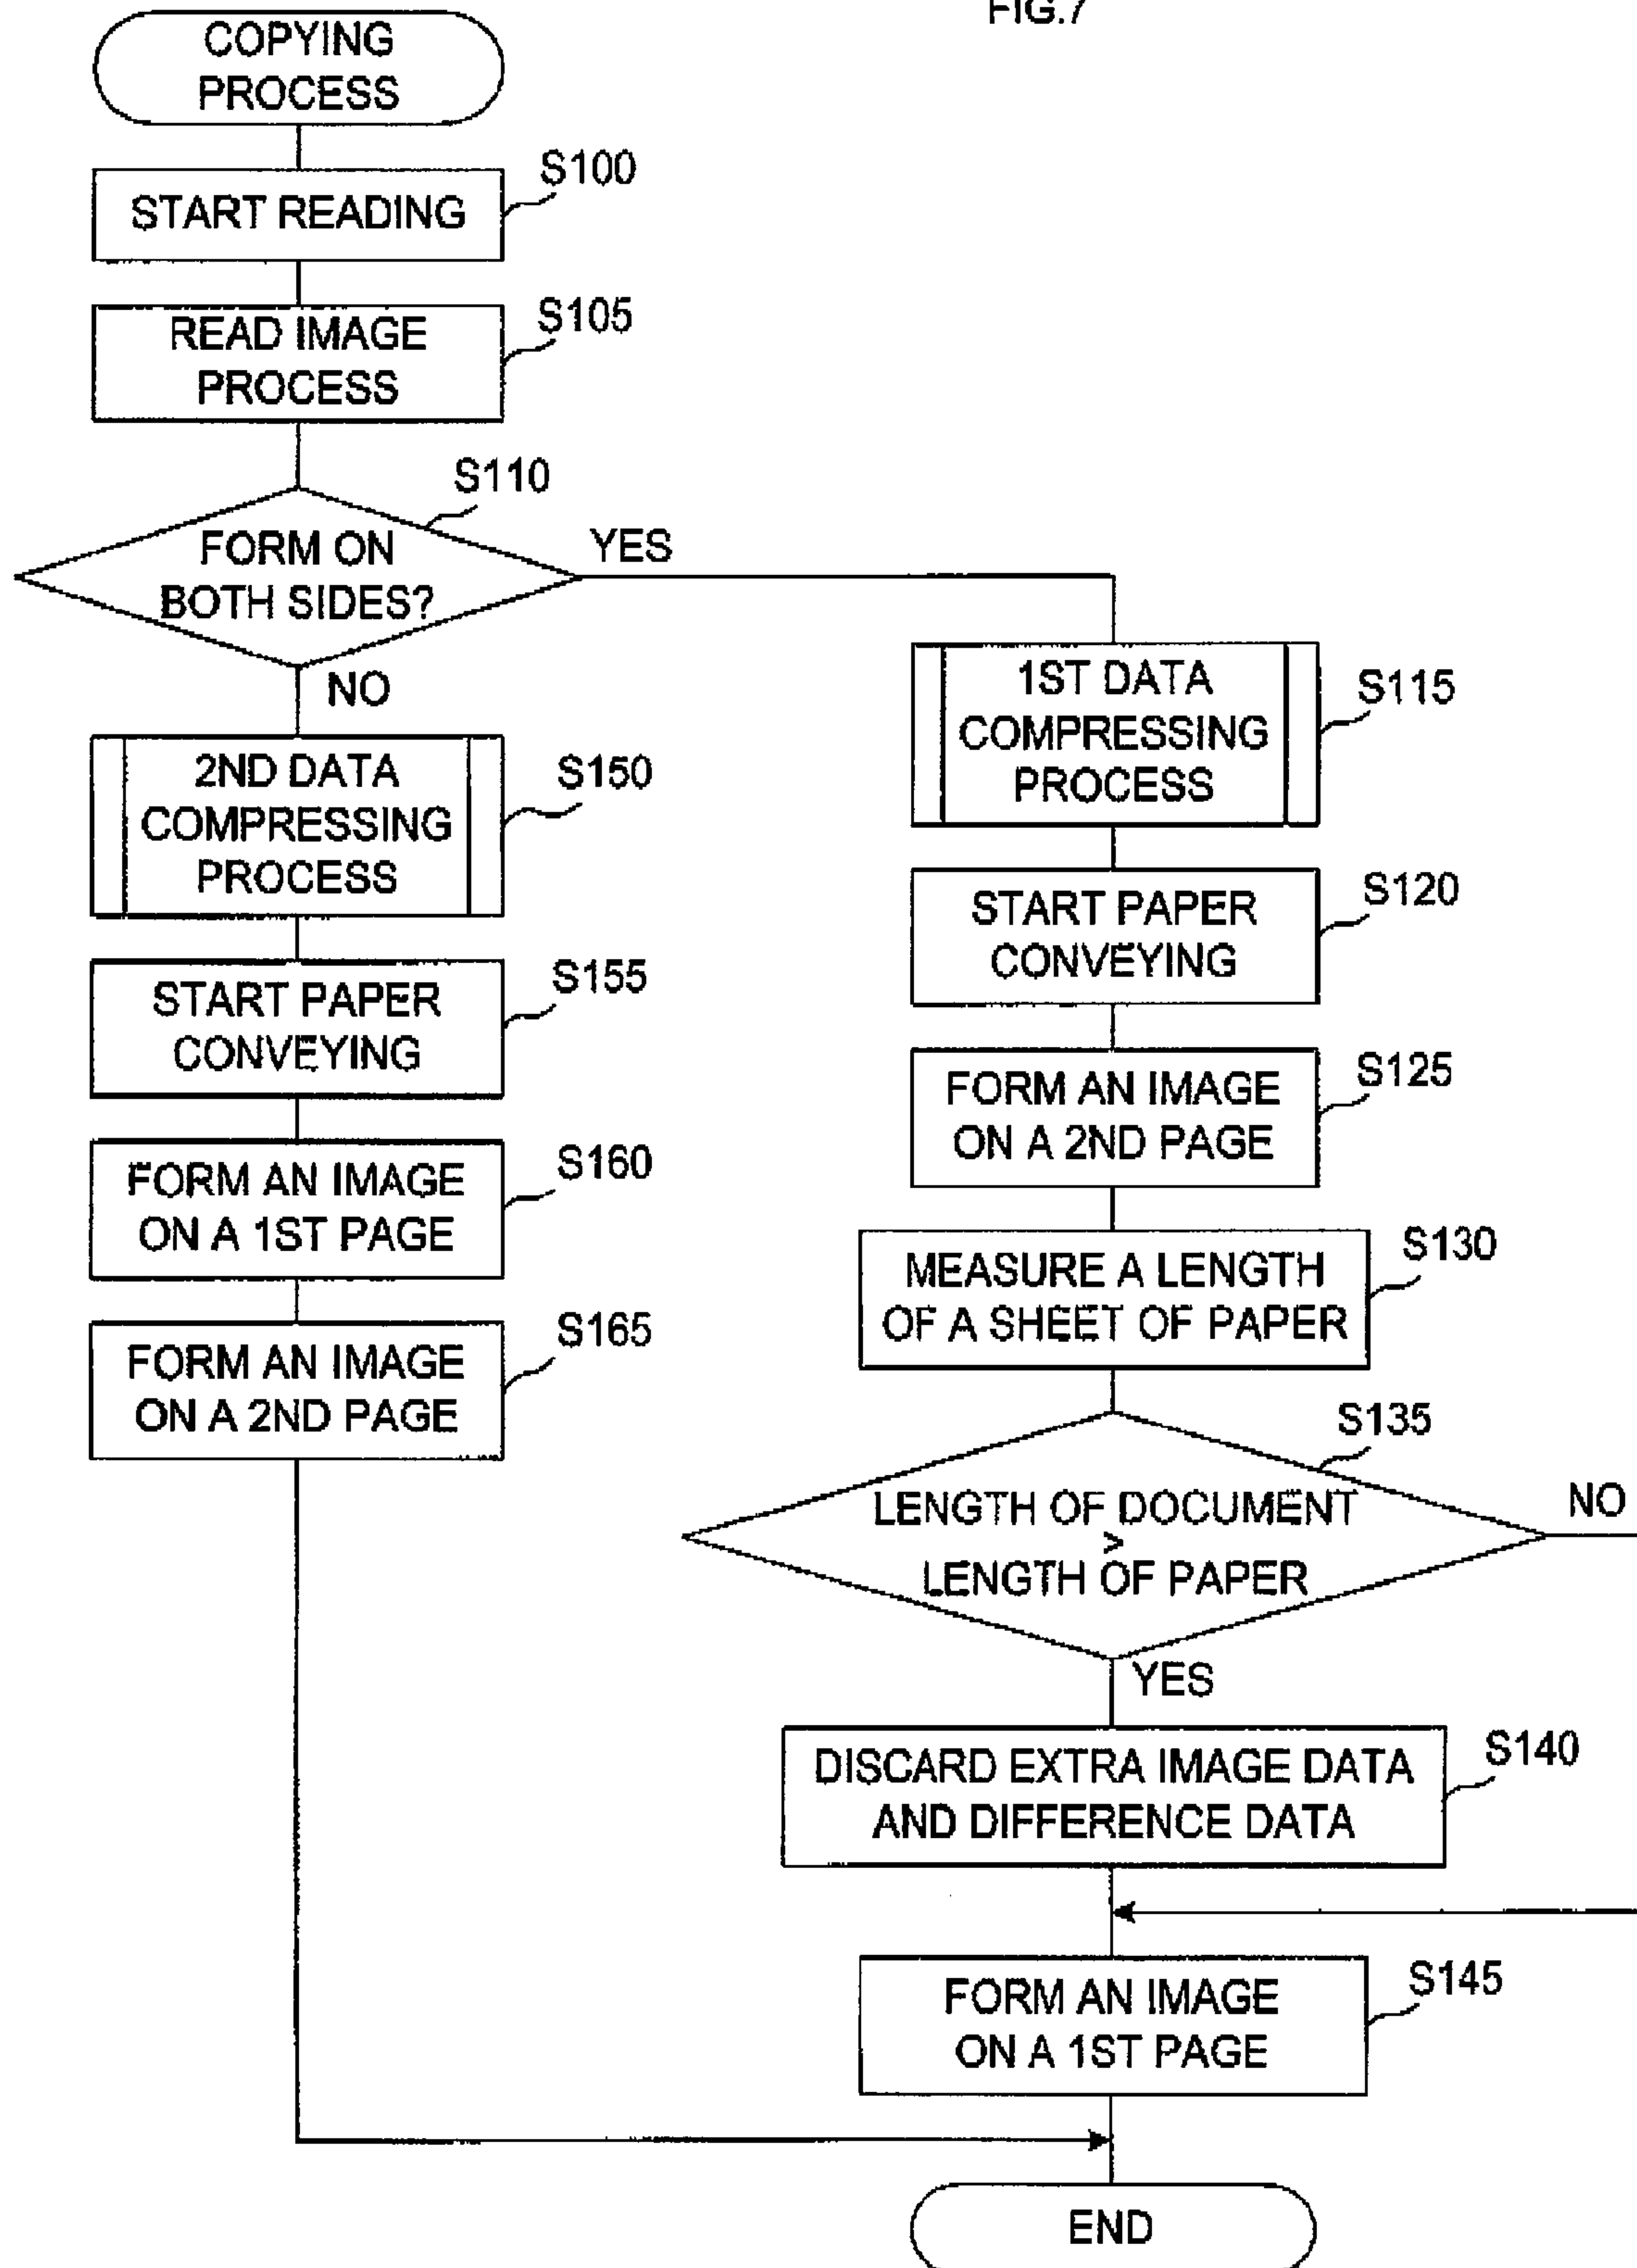 FIG.7
COPYING
PROCESS
S100
START READING
S105
READ IMAGE
PROCESS
S110
FORM ON
BOTH SIDES?
YES
NO
1ST DATA
COMPRESSING
PROCESS
S115
2ND DATA
COMPRESSING
PROCESS
S150
START PAPER
CONVEYING
S120
START PAPER
CONVEYING
S155
FORM AN IMAGE
ON A 2ND PAGE
S125
FORM AN IMAGE
ON A 1ST PAGE
S160
MEASURE A LENGTH
OF A SHEET OF PAPER
S130
FORM AN IMAGE
ON A 2ND PAGE
S165
S135
LENGTH OF DOCUMENT
>
LENGTH OF PAPER
NO
YES
DISCARD EXTRA IMAGE DATA
AND DIFFERENCE DATA
S140
FORM AN IMAGE
ON A 1ST PAGE
S145
END